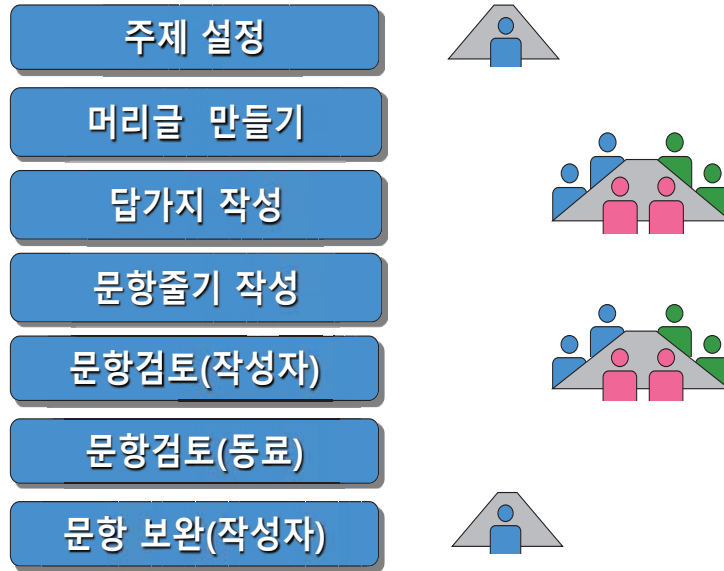 주제 설정
머리글 만들기
답가지 작성
문항줄기 작성
문항검토(작성자)
문항검토(동료)
문항 보완(작성자)